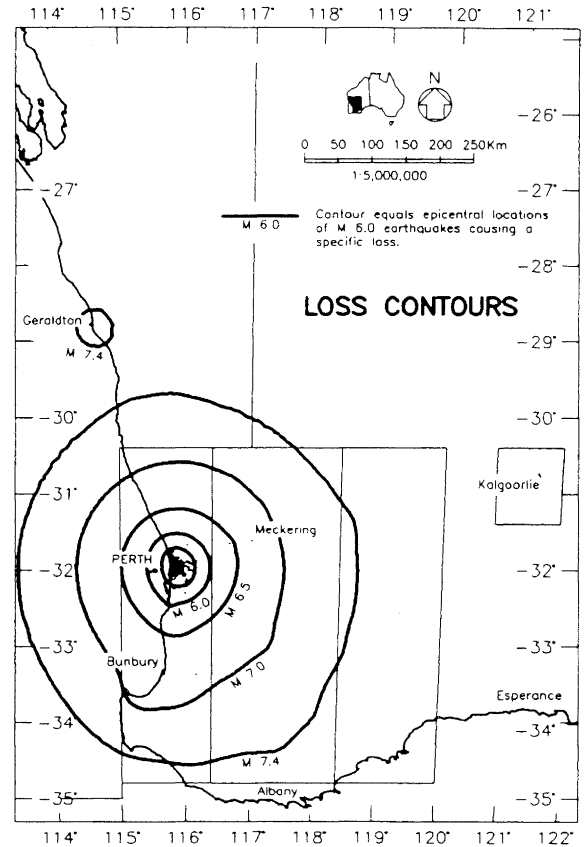 114° 115° 116° 117° 118° 119° 120° 121°
N
-26°
0 50 100 150 200 250Km
1:5,000,000
-27°
M 6.0
Contour equals epicentral locations
of M 6.0 earthquakes causing a
specific loss.
-28°
LOSS CONTOURS
Geraldton
-29°
M 7.4
-30°
-31°
Kalgoorlie
Meckering
PERTH
-32°
M 6.0
M 6.5
-33°
Bunbury
M 7.0
Esperance
-34°
M 7.4
Albany
-35°
114° 115° 116° 117° 118° 119° 120° 121°
-26°
-27°
-28°
-29°
-30°
-31°
-32°
-33°
-34°
-35°